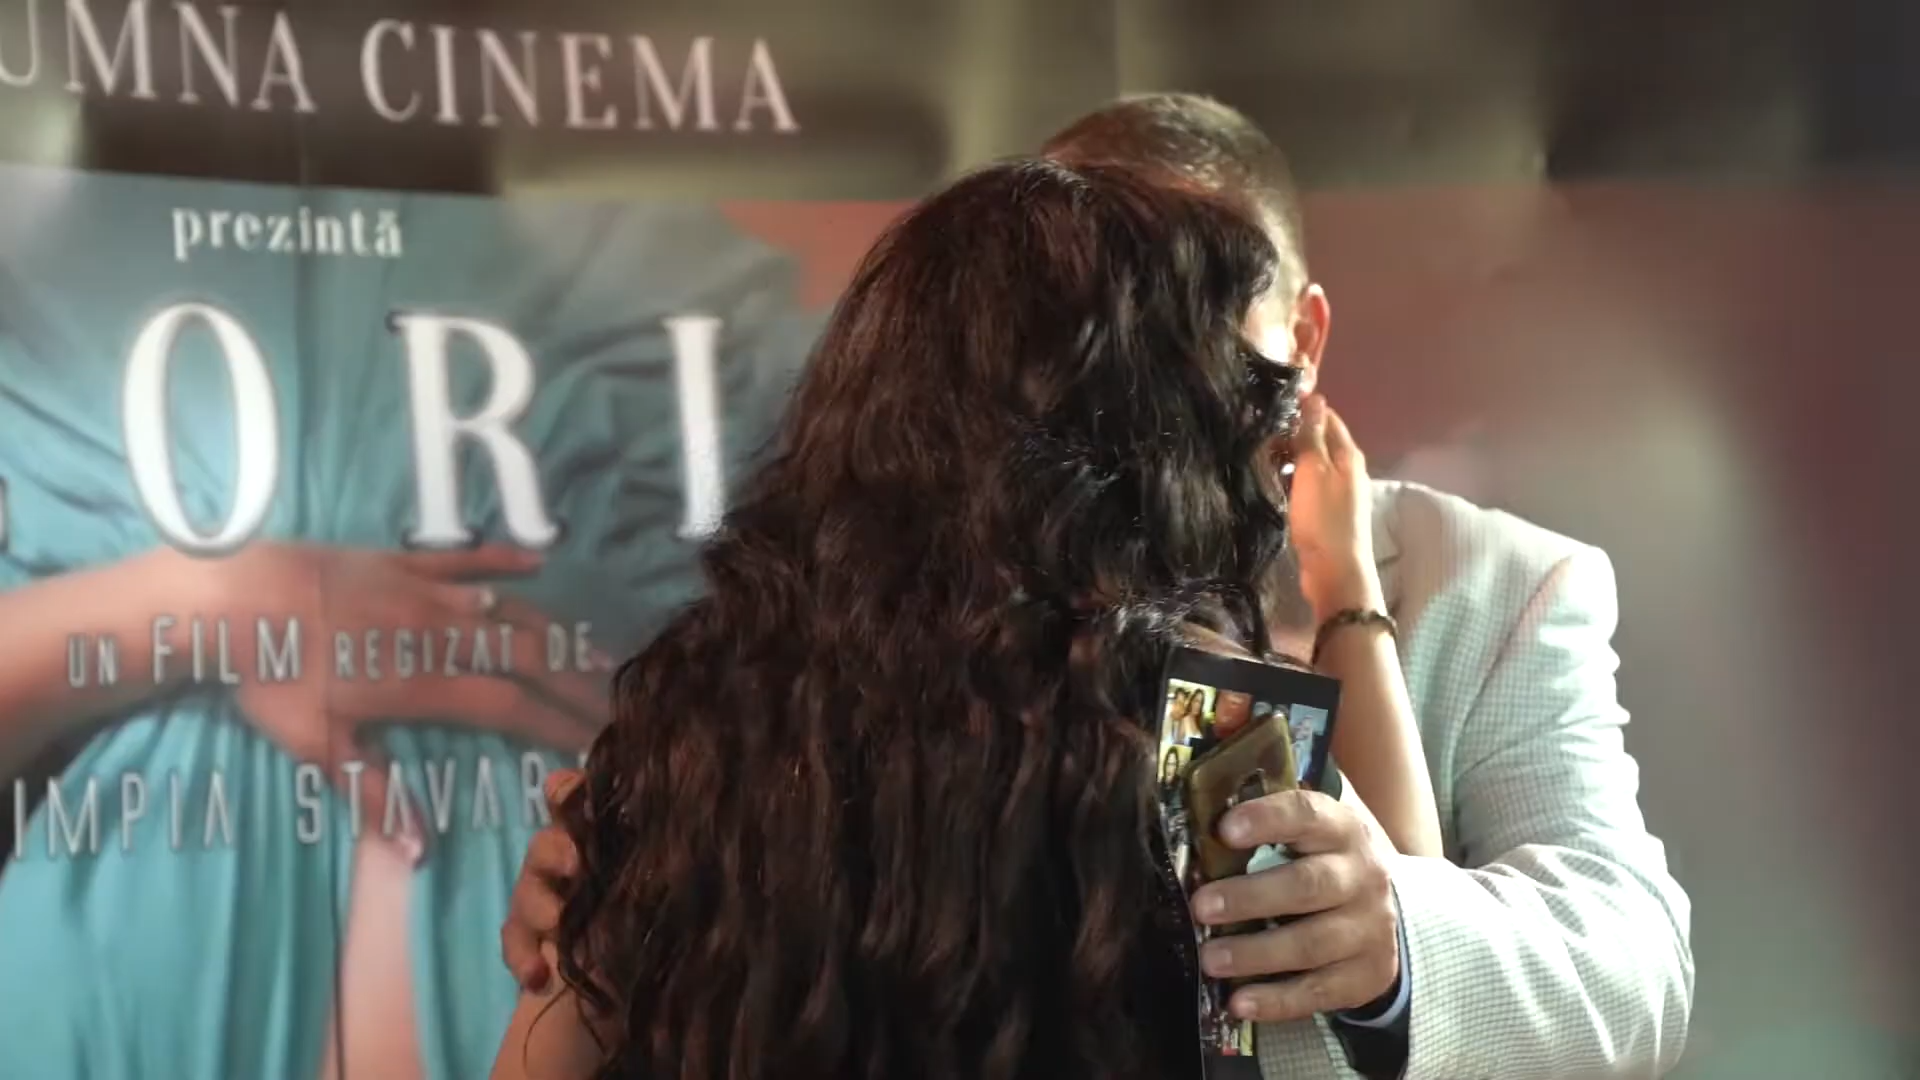 UMNA CINEMA
prezintă
ORI
UN FILM REGIZAT DE
IMPIA STAVAR